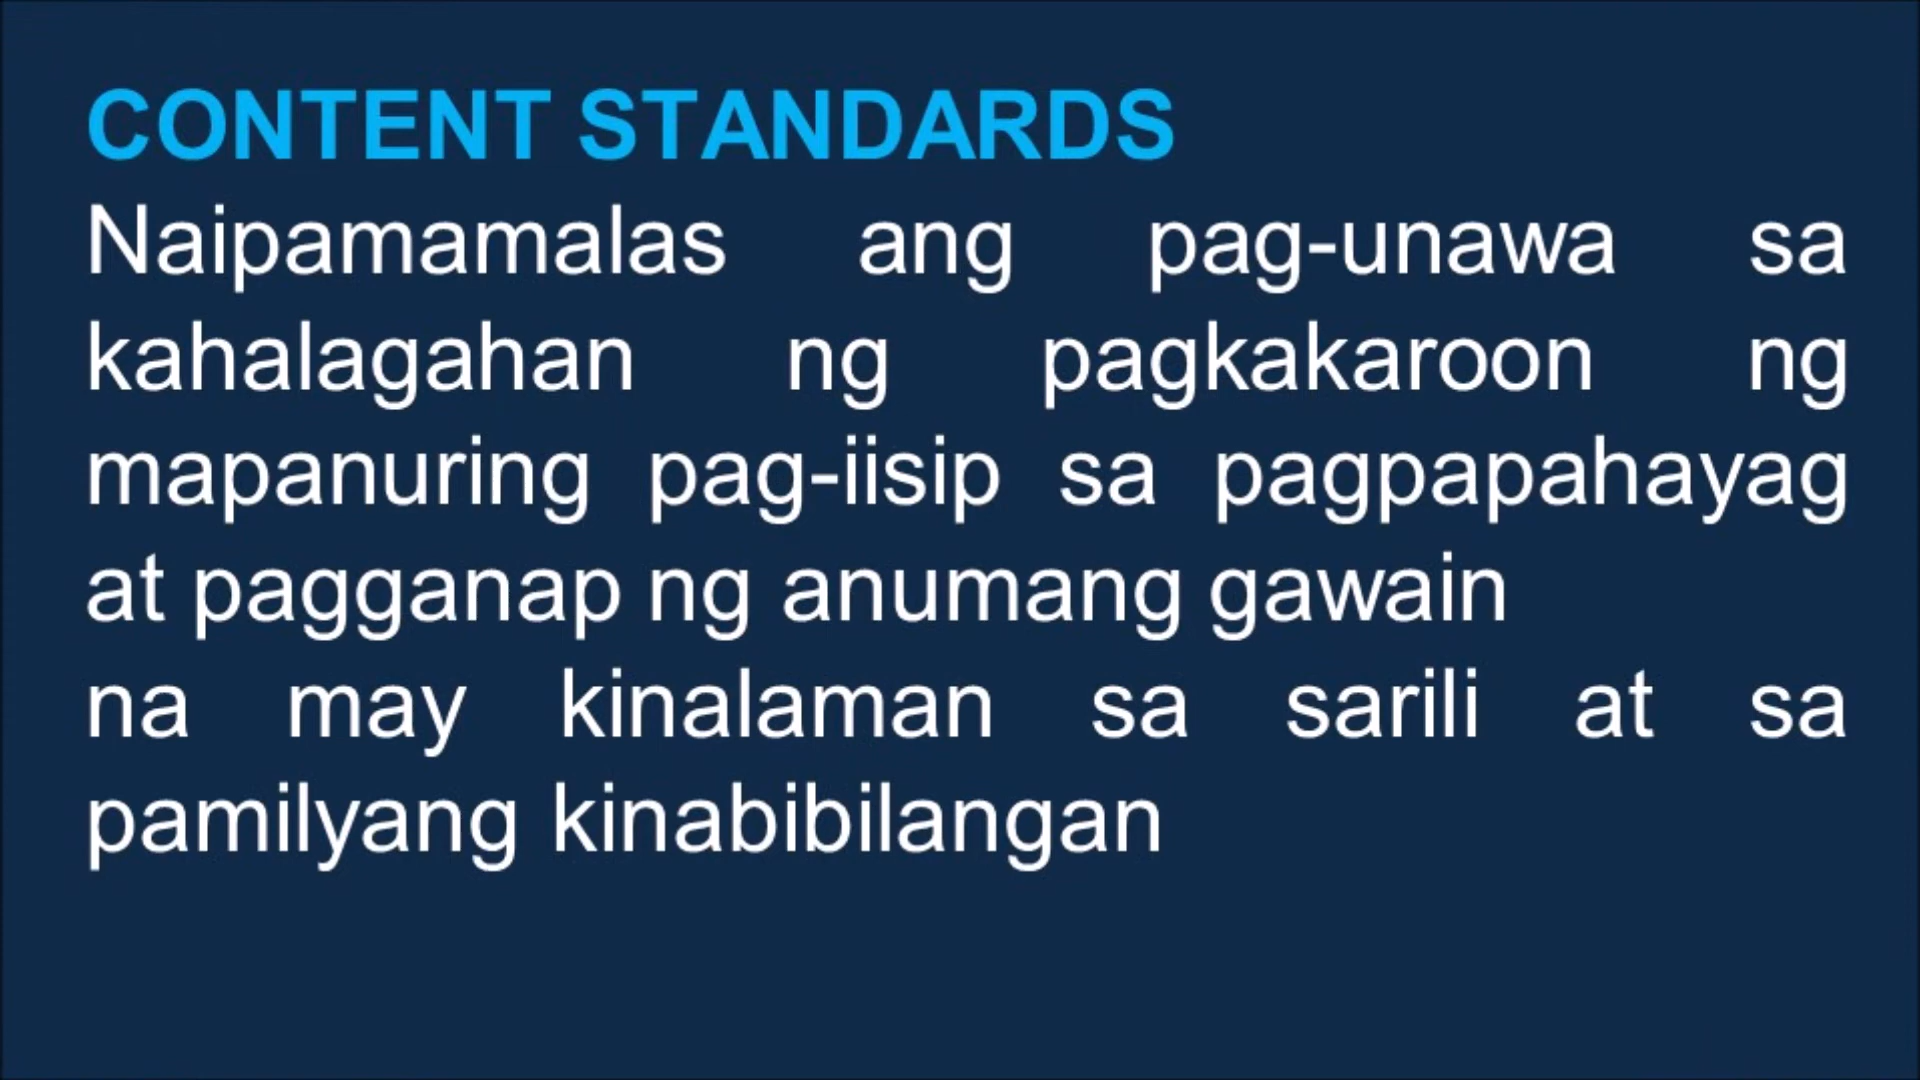 CONTENT STANDARDS
Naipamamalas ang pag-unawa sa
kahalagahan ng pagkakaroon ng
mapanuring pag-iisip sa pagpapahayag
at pagganap ng anumang gawain
na may kinalaman sa sarili at sa
pamilyang kinabibilangan